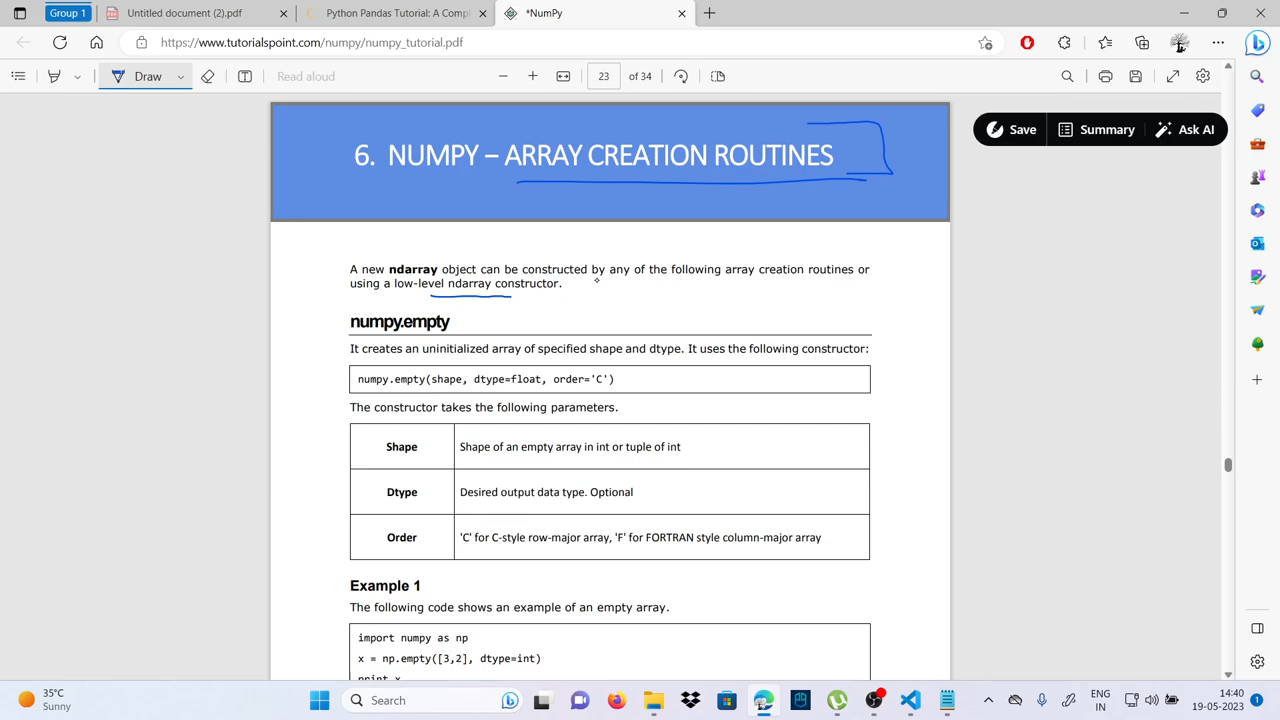 Group 1
Untitled document (2).pdf
Python Pandas Tutorial: A Compl
*NumPy
https://www.tutorialspoint.com/numpy/numpy_tutorial.pdf
Draw
Read aloud
23 of 34
Save
Summary
Ask AI
6. NUMPY – ARRAY CREATION ROUTINES
A new ndarray object can be constructed by any of the following array creation routines or
using a low-level ndarray constructor.
numpy.empty
It creates an uninitialized array of specified shape and dtype. It uses the following constructor:
numpy.empty(shape, dtype=float, order='C')
The constructor takes the following parameters.
Shape Shape of an empty array in int or tuple of int
Dtype Desired output data type. Optional
Order 'C' for C-style row-major array, 'F' for FORTRAN style column-major array
Example 1
The following code shows an example of an empty array.
import numpy as np
x = np.empty([3,2], dtype=int)
print x
35°C
Sunny
Search
ENG
IN
14:40
19-05-2023
1